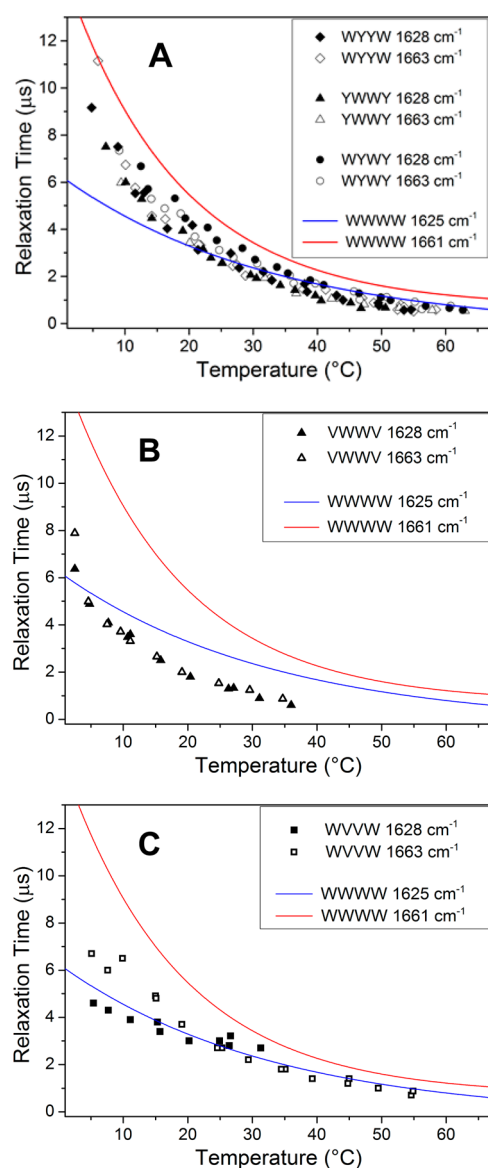 A
WYYW 1628 cm⁻¹
WYYW 1663 cm⁻¹
YWWY 1628 cm⁻¹
YWWY 1663 cm⁻¹
WYWY 1628 cm⁻¹
WYWY 1663 cm⁻¹
WWWW 1625 cm⁻¹
WWWW 1661 cm⁻¹
Relaxation Time (µs)
12
10
8
6
4
2
0
10 20 30 40 50 60
Temperature (°C)
B
VWWV 1628 cm⁻¹
VWWV 1663 cm⁻¹
WWWW 1625 cm⁻¹
WWWW 1661 cm⁻¹
Relaxation Time (µs)
12
10
8
6
4
2
0
10 20 30 40 50 60
Temperature (°C)
C
WVVW 1628 cm⁻¹
WVVW 1663 cm⁻¹
WWWW 1625 cm⁻¹
WWWW 1661 cm⁻¹
Relaxation Time (µs)
12
10
8
6
4
2
0
10 20 30 40 50 60
Temperature (°C)